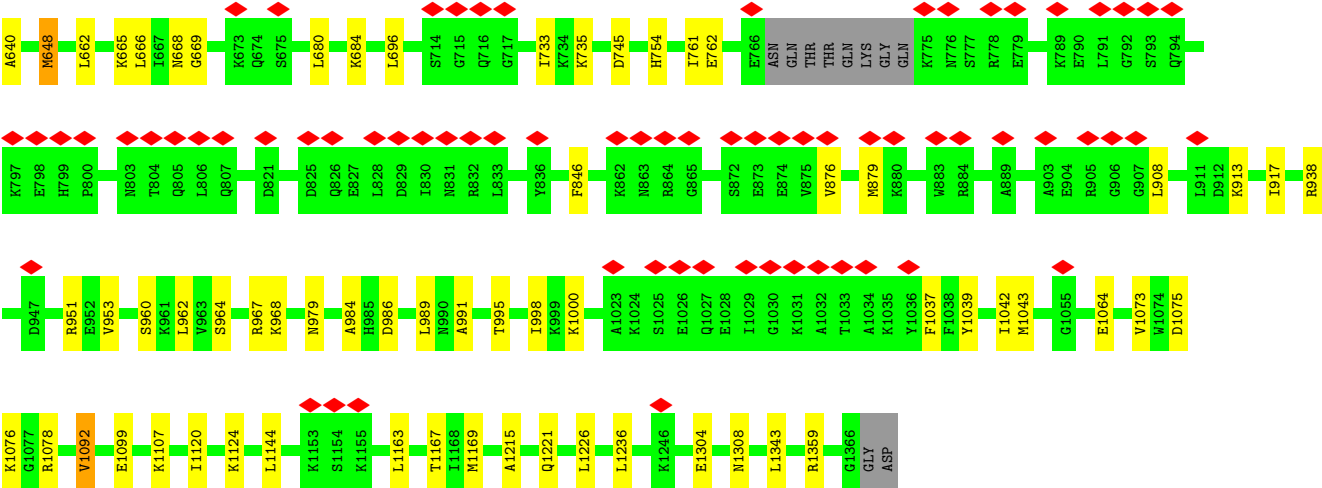 A640 M648 L662 K665 L666 I667 N668 G669 K673 Q674 S675 L680 K684 L696 S714 G715 Q716 G717 I733 K734 K735 D745 H754 I761 E762 E766 ASN GLN THR THR GLN LYS GLY GLN K775 N776 S777 R778 E779 K789 E790 L791 G792 S793 Q794
K797 E798 H799 P800 N803 T804 Q805 L806 Q807 D821 D825 Q826 E827 L828 D829 I830 N831 R832 L833 Y836 F846 K862 N863 R864 G865 S872 E873 E874 V875 V876 M879 K880 W883 R884 A889 A903 E904 R905 G906 G907 L908 L911 D912 K913 I917 R938
D947 R951 E952 V953 S960 K961 L962 V963 S964 R967 K968 N979 A984 H985 D986 L989 N990 A991 T995 I998 K999 K1000 A1023 K1024 S1025 E1026 Q1027 E1028 I1029 G1030 K1031 A1032 T1033 A1034 K1035 Y1036 F1037 F1038 Y1039 I1042 M1043 G1055 E1064 V1073 W1074 D1075
K1076 G1077 R1078 V1092 E1099 K1107 I1120 K1124 L1144 K1153 S1154 K1155 L1163 T1167 I1168 M1169 A1215 Q1221 L1226 L1236 K1246 E1304 N1308 L1343 R1359 G1366 GLY ASP